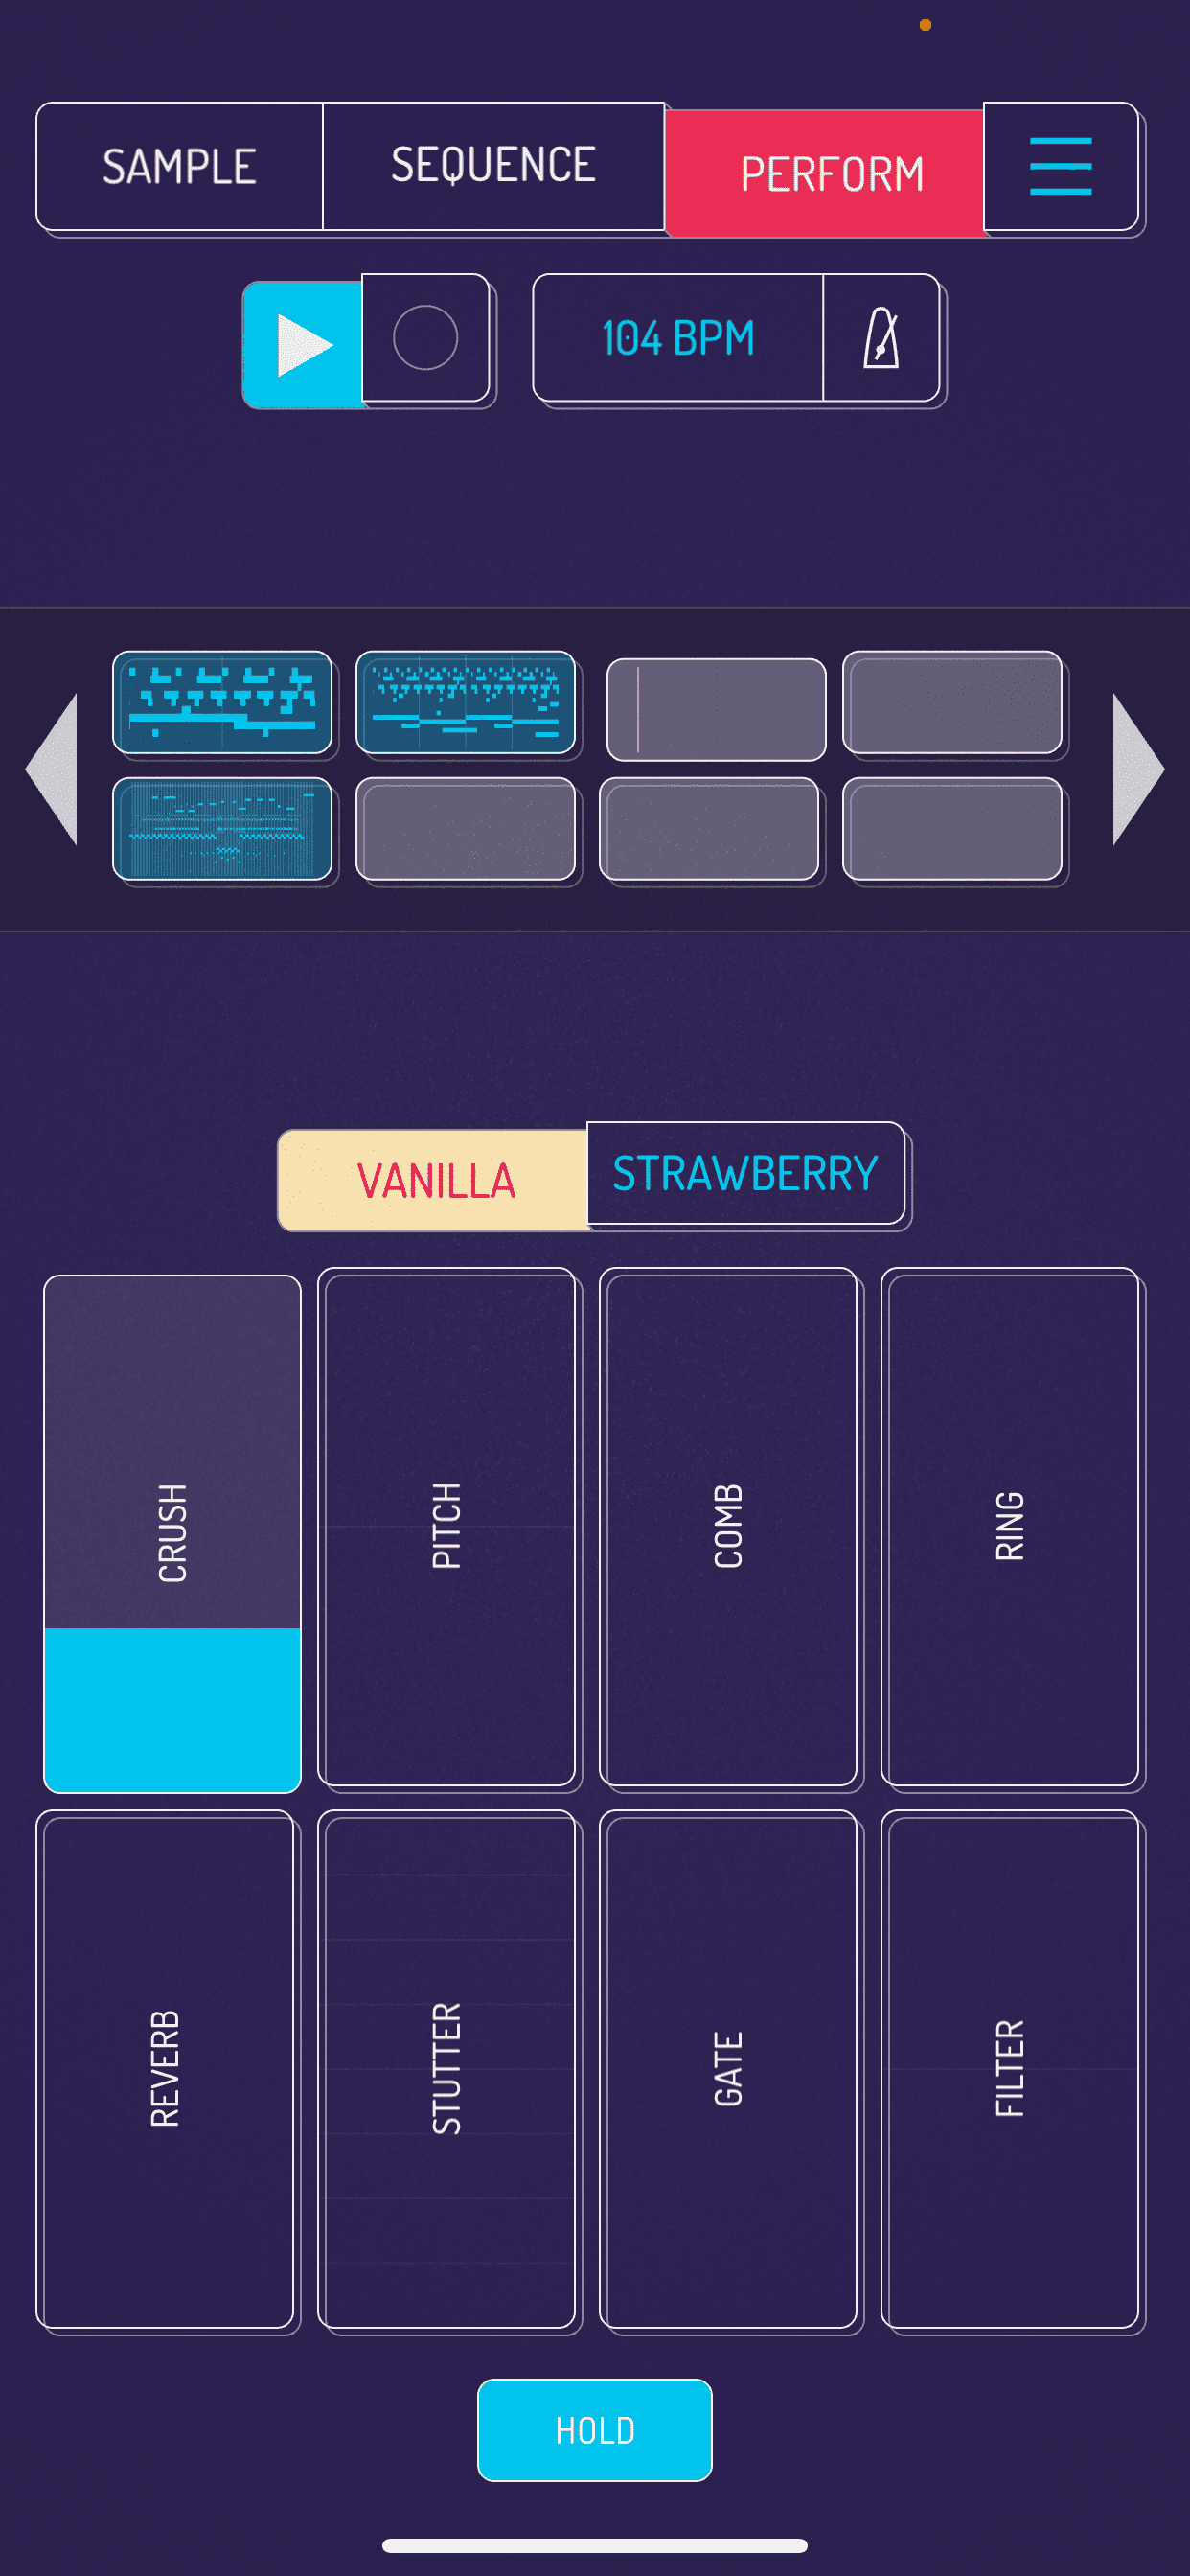 SAMPLE SEQUENCE PERFORM
104 BPM
VANILLA STRAWBERRY
CRUSH PITCH COMB RING
REVERB STUTTER GATE FILTER
HOLD